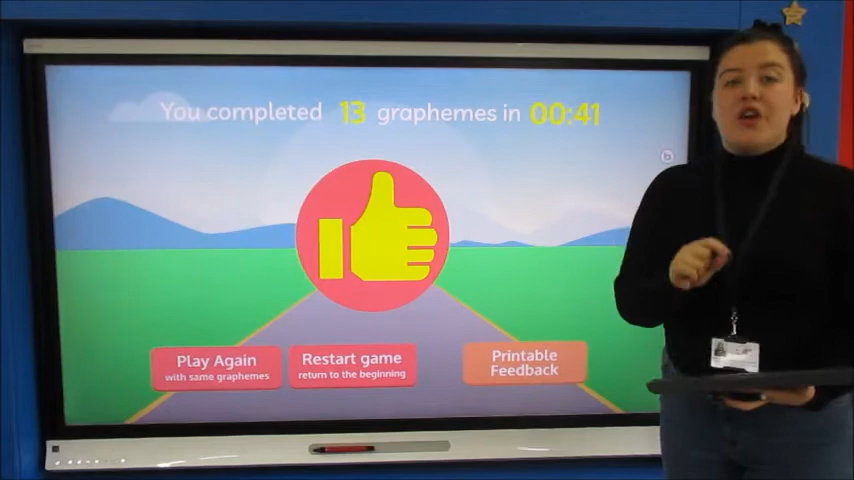 You completed 13 graphemes in 00:41
b
Play Again
with same graphemes
Restart game
return to the beginning
Printable
Feedback